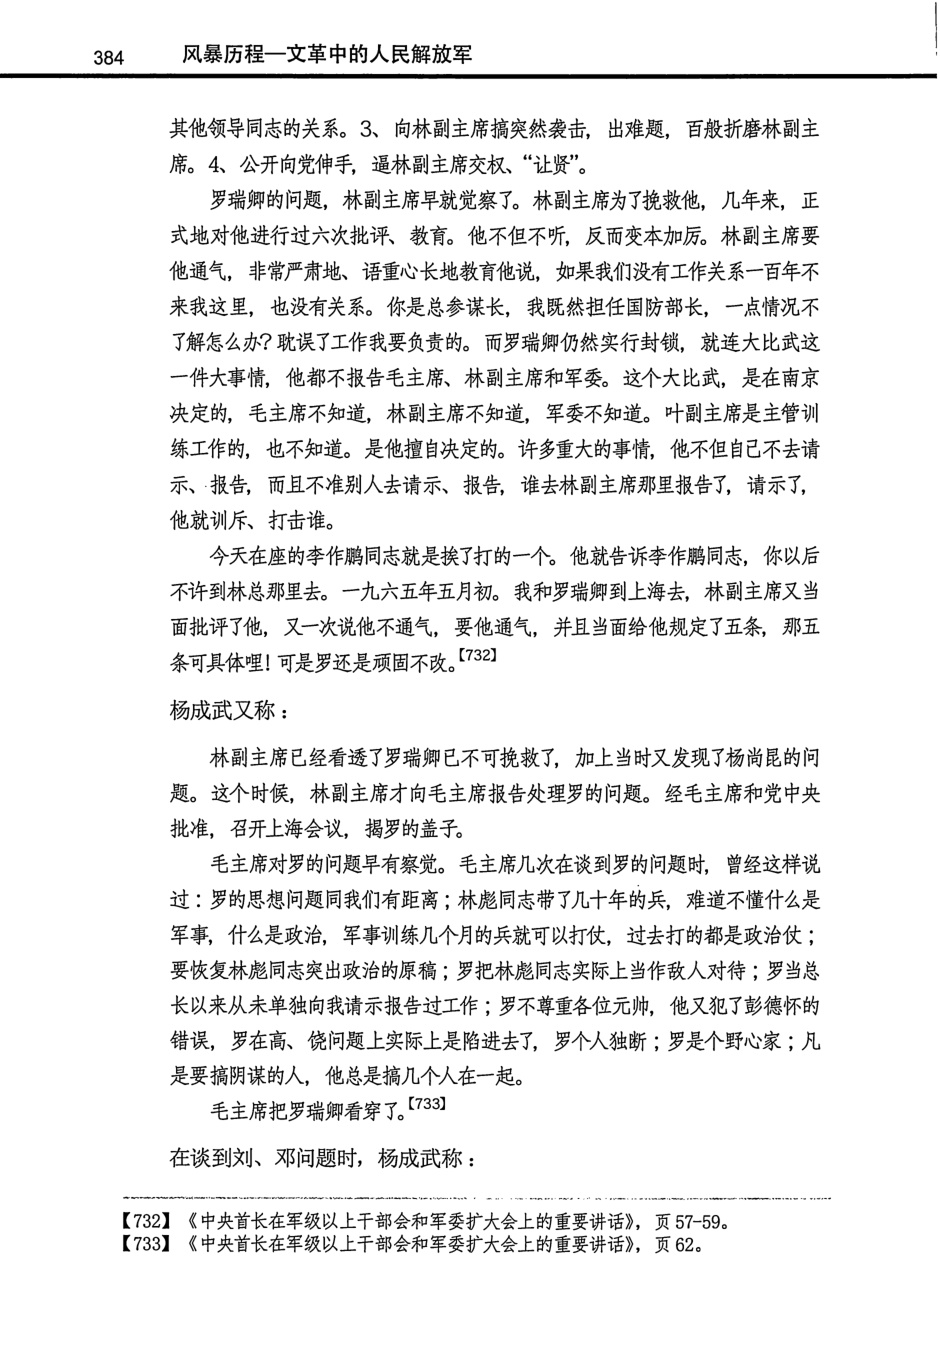 384 风暴历程—文革中的人民解放军
其他领导同志的关系。3、向林副主席搞突然袭击，出难题，百般折磨林副主
席。4、公开向党伸手，逼林副主席交权、“让贤”。
罗瑞卿的问题，林副主席早就觉察了。林副主席为了挽救他，几年来，正
式地对他进行过六次批评、教育。他不但不听，反而变本加厉。林副主席要
他通气，非常严肃地、语重心长地教育他说，如果我们没有工作关系一百年不
来我这里，也没有关系。你是总参谋长，我既然担任国防部长，一点情况不
了解怎么办？耽误了工作我要负责的。而罗瑞卿仍然实行封锁，就连大比武这
一件大事情，他都不报告毛主席、林副主席和军委。这个大比武，是在南京
决定的，毛主席不知道，林副主席不知道，军委不知道。叶副主席是主管训
练工作的，也不知道。是他擅自决定的。许多重大的事情，他不但自己不去请
示、报告，而且不准别人去请示、报告，谁去林副主席那里报告了，请示了，
他就训斥、打击谁。
今天在座的李作鹏同志就是挨了打的一个。他就告诉李作鹏同志，你以后
不许到林总那里去。一九六五年五月初。我和罗瑞卿到上海去，林副主席又当
面批评了他，又一次说他不通气，要他通气，并且当面给他规定了五条，那五
条可具体哩！可是罗还是顽固不改。【732】
杨成武又称：
林副主席已经看透了罗瑞卿已不可挽救了，加上当时又发现了杨尚昆的问
题。这个时候，林副主席才向毛主席报告处理罗的问题。经毛主席和党中央
批准，召开上海会议，揭罗的盖子。
毛主席对罗的问题早有察觉。毛主席几次在谈到罗的问题时，曾经这样说
过：罗的思想问题同我们有距离；林彪同志带了几十年的兵，难道不懂什么是
军事，什么是政治，军事训练几个月的兵就可以打仗，过去打的都是政治仗；
要恢复林彪同志突出政治的原稿；罗把林彪同志实际上当作敌人对待；罗当总
长以来从未单独向我请示报告过工作；罗不尊重各位元帅，他又犯了彭德怀的
错误，罗在高、饶问题上实际上是陷进去了，罗个人独断；罗是个野心家；凡
是要搞阴谋的人，他总是搞几个人在一起。
毛主席把罗瑞卿看穿了。【733】
在谈到刘、邓问题时，杨成武称：
【732】《中央首长在军级以上干部会和军委扩大会上的重要讲话》，页 57-59。
【733】《中央首长在军级以上干部会和军委扩大会上的重要讲话》，页 62。